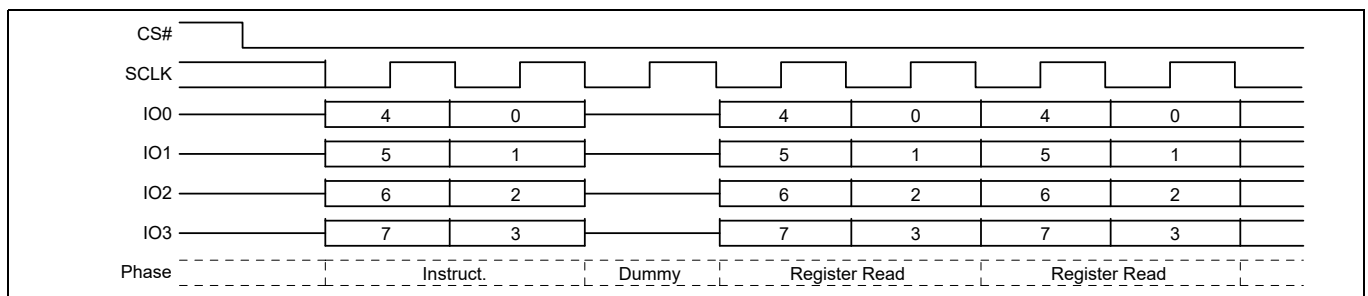 CS#
SCLK
IO0 4 0 4 0 4 0
IO1 5 1 5 1 5 1
IO2 6 2 6 2 6 2
IO3 7 3 7 3 7 3
Phase Instruct. Dummy Register Read Register Read